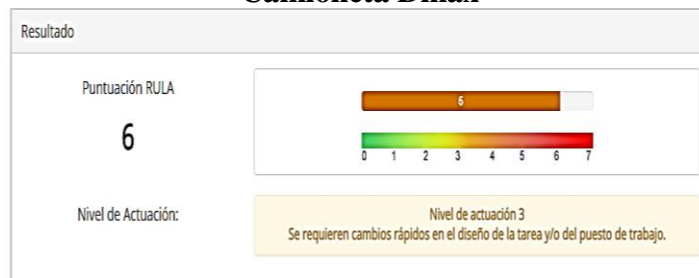 Camioneta Dmax
Resultado
Puntuación RULA
6
6
0 1 2 3 4 5 6 7
Nivel de Actuación:
Nivel de actuación 3
Se requieren cambios rápidos en el diseño de la tarea y/o del puesto de trabajo.